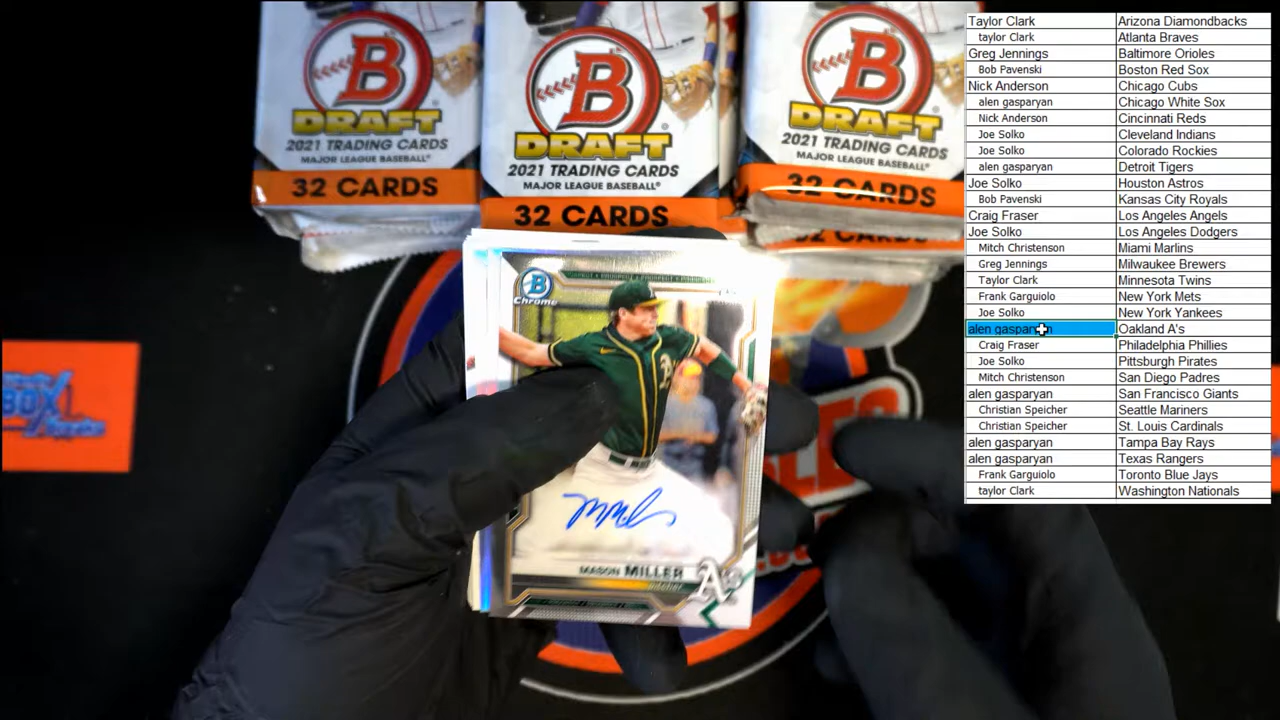 B
DRAFT
2021 TRADING CARDS
MAJOR LEAGUE BASEBALL
32 CARDS
B
DRAFT
2021 TRADING CARDS
MAJOR LEAGUE BASEBALL
32 CARDS
B
DRAFT
2021 TRADING CARDS
MAJOR LEAGUE BASEBALL
32 CARDS
32 CARDS
B
Chrome
MASON MILLER
A's
BOX
Taylor Clark Arizona Diamondbacks
taylor Clark Atlanta Braves
Greg Jennings Baltimore Orioles
Bob Pavenski Boston Red Sox
Nick Anderson Chicago Cubs
alen gasparyan Chicago White Sox
Nick Anderson Cincinnati Reds
Joe Solko Cleveland Indians
Joe Solko Colorado Rockies
alen gasparyan Detroit Tigers
Joe Solko Houston Astros
Bob Pavenski Kansas City Royals
Craig Fraser Los Angeles Angels
Joe Solko Los Angeles Dodgers
Mitch Christenson Miami Marlins
Greg Jennings Milwaukee Brewers
Taylor Clark Minnesota Twins
Frank Garguiolo New York Mets
Joe Solko New York Yankees
alen gasparyan Oakland A's
Craig Fraser Philadelphia Phillies
Joe Solko Pittsburgh Pirates
Mitch Christenson San Diego Padres
alen gasparyan San Francisco Giants
Christian Speicher Seattle Mariners
Christian Speicher St. Louis Cardinals
alen gasparyan Tampa Bay Rays
alen gasparyan Texas Rangers
Frank Garguiolo Toronto Blue Jays
taylor Clark Washington Nationals